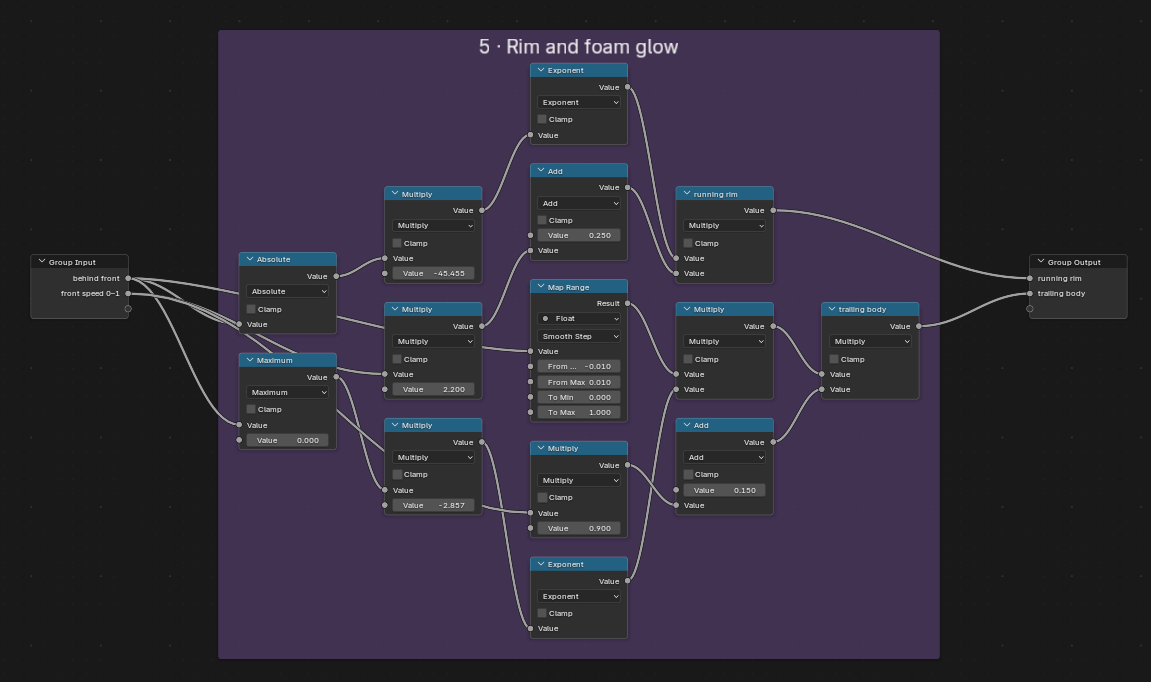 5 · Rim and foam glow
Group Input
behind front
front speed 0–1
Absolute
Value
Absolute
Clamp
Value
Maximum
Value
Maximum
Clamp
Value
Value 0.000
Multiply
Value
Multiply
Clamp
Value
Value -45.455
Multiply
Value
Multiply
Clamp
Value
Value 2.200
Multiply
Value
Multiply
Clamp
Value
Value -2.857
Exponent
Value
Exponent
Clamp
Value
Add
Value
Add
Clamp
Value 0.250
Value
Map Range
Result
Float
Smooth Step
Value
From ... -0.010
From Max 0.010
To Min 0.000
To Max 1.000
Multiply
Value
Multiply
Clamp
Value
Value 0.900
Exponent
Value
Exponent
Clamp
Value
running rim
Value
Multiply
Clamp
Value
Value
Multiply
Value
Multiply
Clamp
Value
Value
Add
Value
Add
Clamp
Value 0.150
Value
trailing body
Value
Multiply
Clamp
Value
Value
Group Output
running rim
trailing body